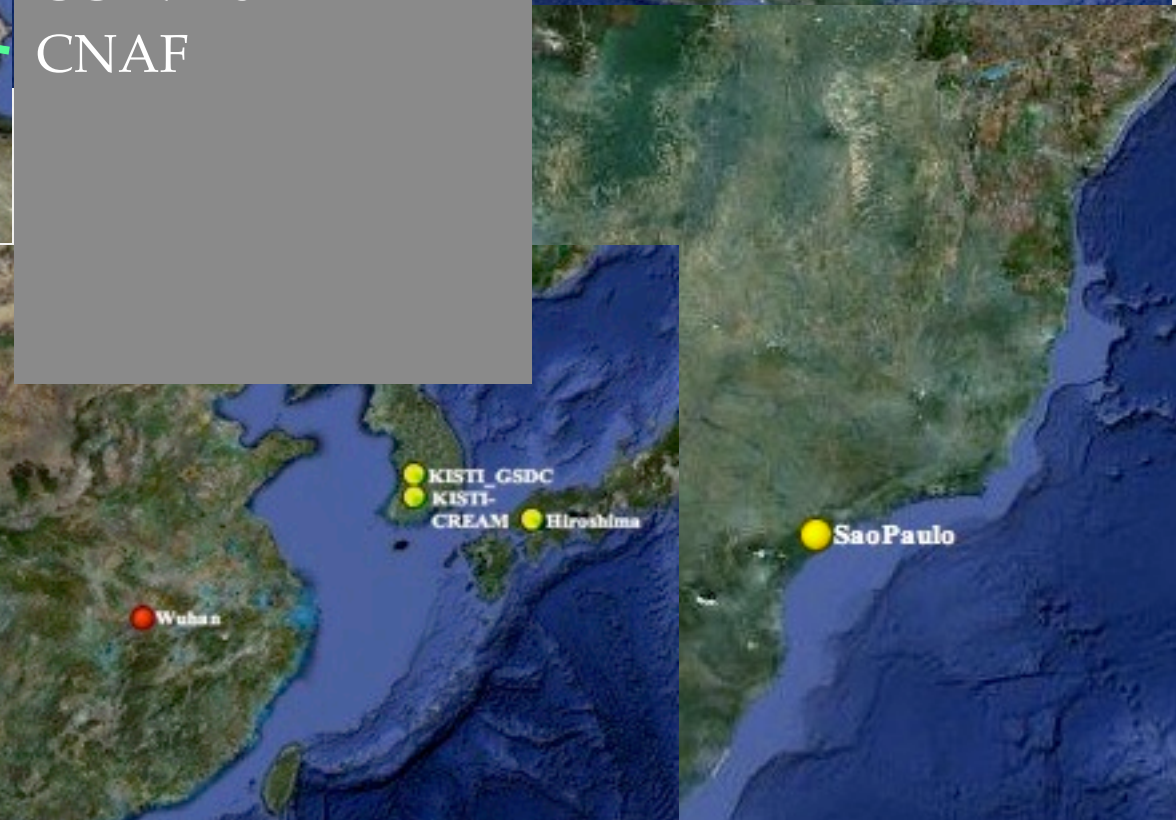 CNAF
KISTI_GSDC
KISTI-
CREAM
Hiroshima
SaoPaulo
Wuhan